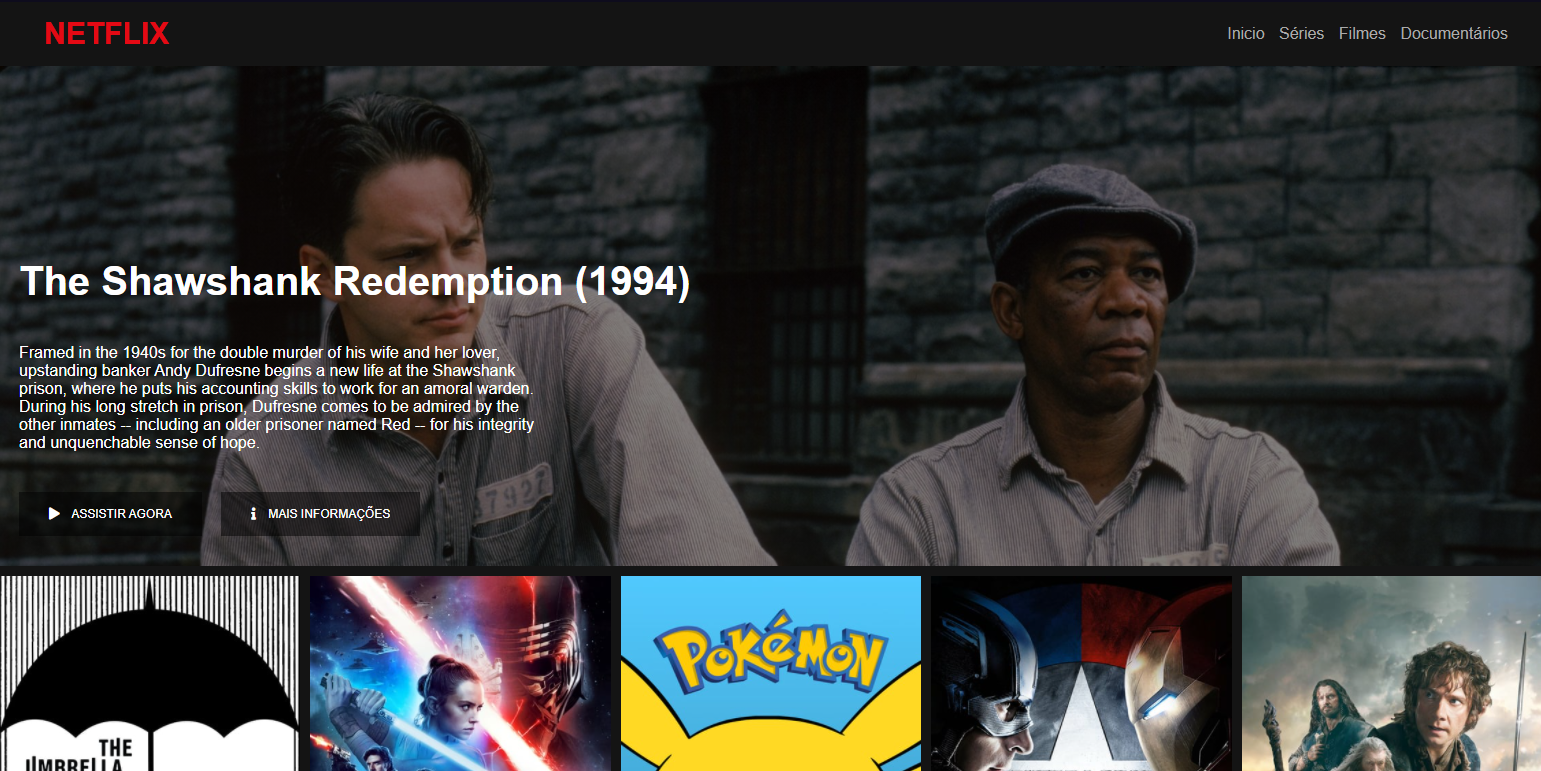 NETFLIX
Inicio Séries Filmes Documentários
The Shawshank Redemption (1994)
Framed in the 1940s for the double murder of his wife and her lover,
upstanding banker Andy Dufresne begins a new life at the Shawshank
prison, where he puts his accounting skills to work for an amoral warden.
During his long stretch in prison, Dufresne comes to be admired by the
other inmates -- including an older prisoner named Red -- for his integrity
and unquenchable sense of hope.
7927
ASSISTIR AGORA MAIS INFORMAÇÕES
POKéMON
THE
UMBRELLA